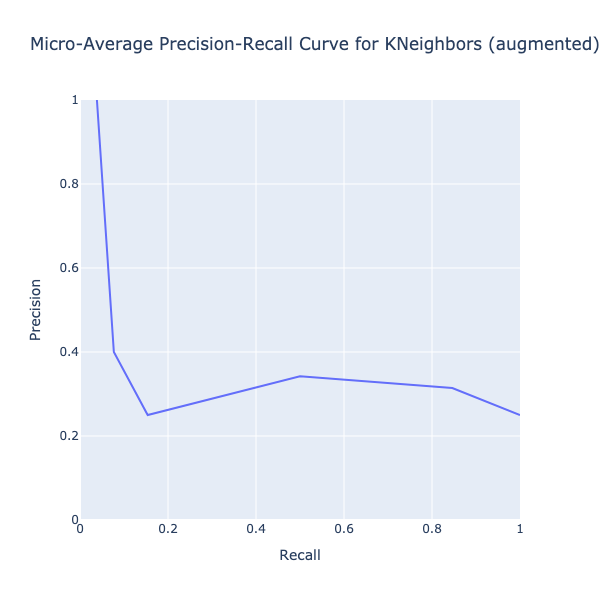 Micro-Average Precision-Recall Curve for KNeighbors (augmented)
1
0.8
0.6
0.4
0.2
0
Precision
0 0.2 0.4 0.6 0.8 1
Recall